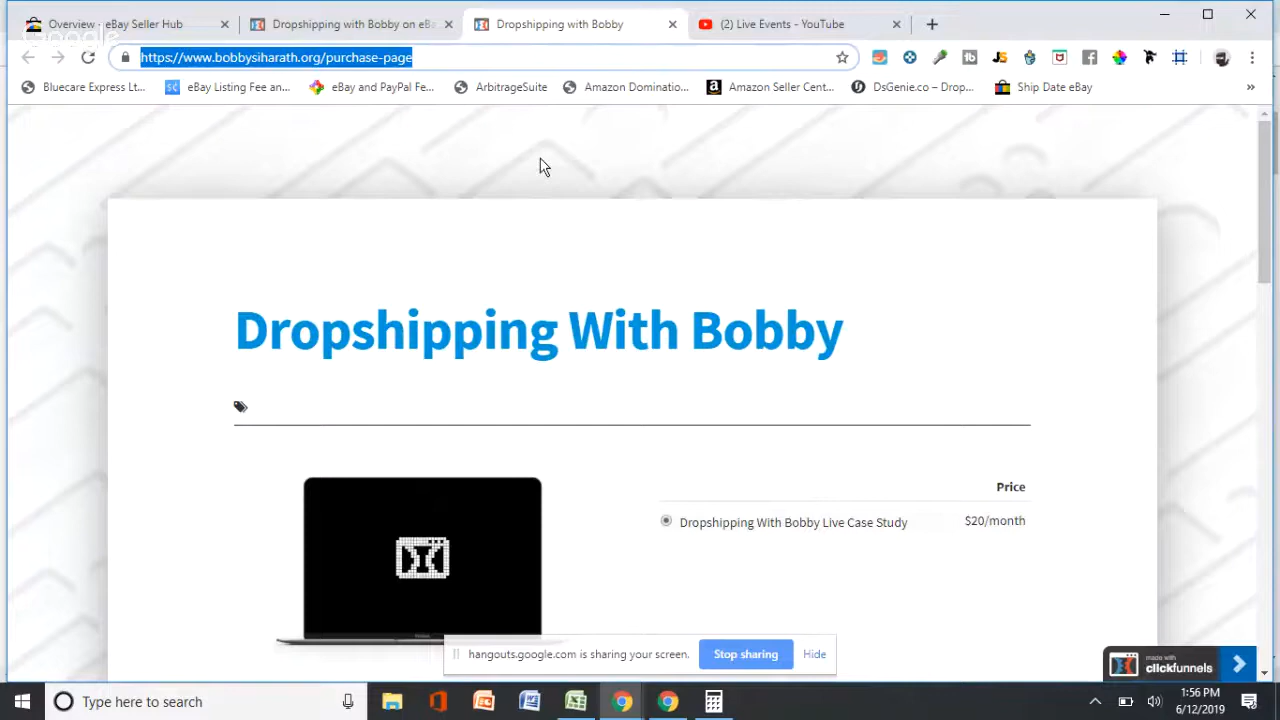 Overview - eBay Seller Hub
Dropshipping with Bobby on eBa
Dropshipping with Bobby
(2) Live Events - YouTube
Google
https://www.bobbysiharath.org/purchase-page
Bluecare Express Lt...
eBay Listing Fee an...
eBay and PayPal Fe...
ArbitrageSuite
Amazon Dominatio...
Amazon Seller Cent...
DsGenie.co – Drop...
Ship Date eBay
»
Dropshipping With Bobby
Price
Dropshipping With Bobby Live Case Study
$20/month
hangouts.google.com is sharing your screen.
Stop sharing
Hide
made with
clickfunnels
Type here to search
1:56 PM
6/12/2019